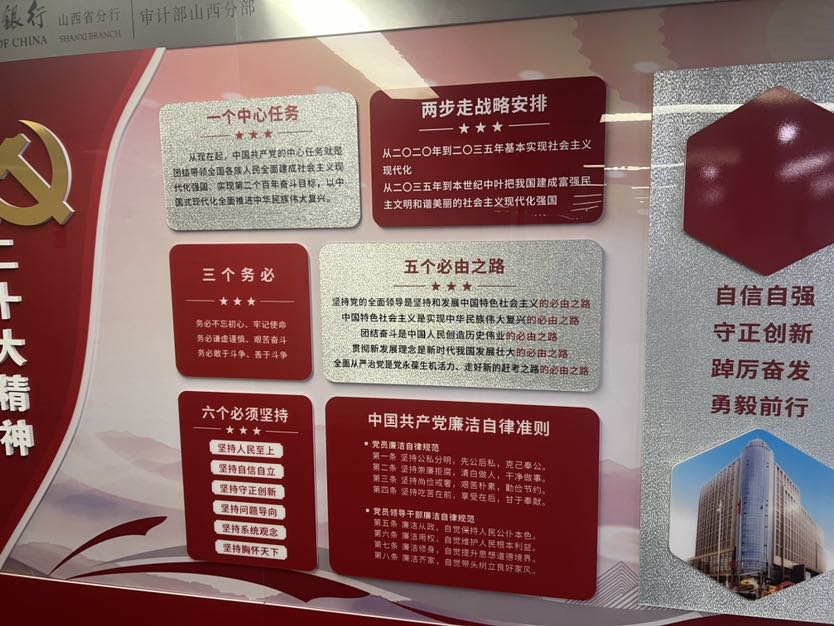 銀行 山西省分行 审计部山西分部
OF CHINA SHANXI BRANCH
二十大精神
一个中心任务
从现在起，中国共产党的中心任务就是
团结带领全国各族人民全面建成社会主义现
代化强国、实现第二个百年奋斗目标，以中
国式现代化全面推进中华民族伟大复兴。
两步走战略安排
从二〇二〇年到二〇三五年基本实现社会主义
现代化
从二〇三五年到本世纪中叶把我国建成富强民
主文明和谐美丽的社会主义现代化强国
三个务必
务必不忘初心、牢记使命
务必谦虚谨慎、艰苦奋斗
务必敢于斗争、善于斗争
五个必由之路
坚持党的全面领导是坚持和发展中国特色社会主义的必由之路
中国特色社会主义是实现中华民族伟大复兴的必由之路
团结奋斗是中国人民创造历史伟业的必由之路
贯彻新发展理念是新时代我国发展壮大的必由之路
全面从严治党是党永葆生机活力、走好新的赶考之路的必由之路
六个必须坚持
坚持人民至上
坚持自信自立
坚持守正创新
坚持问题导向
坚持系统观念
坚持胸怀天下
中国共产党廉洁自律准则
党员廉洁自律规范
第一条 坚持公私分明，先公后私，克己奉公。
第二条 坚持崇廉拒腐，清白做人，干净做事。
第三条 坚持尚俭戒奢，艰苦朴素，勤俭节约。
第四条 坚持吃苦在前，享受在后，甘于奉献。
党员领导干部廉洁自律规范
第五条 廉洁从政，自觉保持人民公仆本色。
第六条 廉洁用权，自觉维护人民根本利益。
第七条 廉洁修身，自觉提升思想道德境界。
第八条 廉洁齐家，自觉带头树立良好家风。
自信自强
守正创新
踔厉奋发
勇毅前行